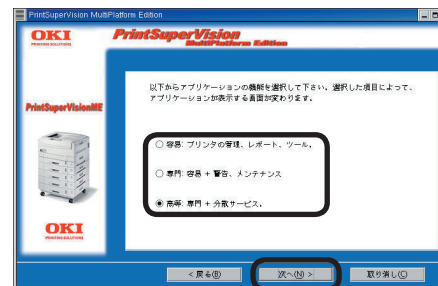 PrintSuperVision MultiPlatform Edition
OKI
PRINTING SOLUTIONS
PrintSuperVision
MultiPlatform Edition
以下からアプリケーションの機能を選択して下さい。選択した項目によって、
アプリケーションが表示する画面が変わります。
PrintSuperVisionME
容易: プリンタの管理、レポート、ツール。
専門: 容易 + 警告、メンテナンス
高等: 専門 + 分散サービス。
OKI
PRINTING SOLUTIONS
< 戻る(B)
次へ(N) >
取り消し(C)